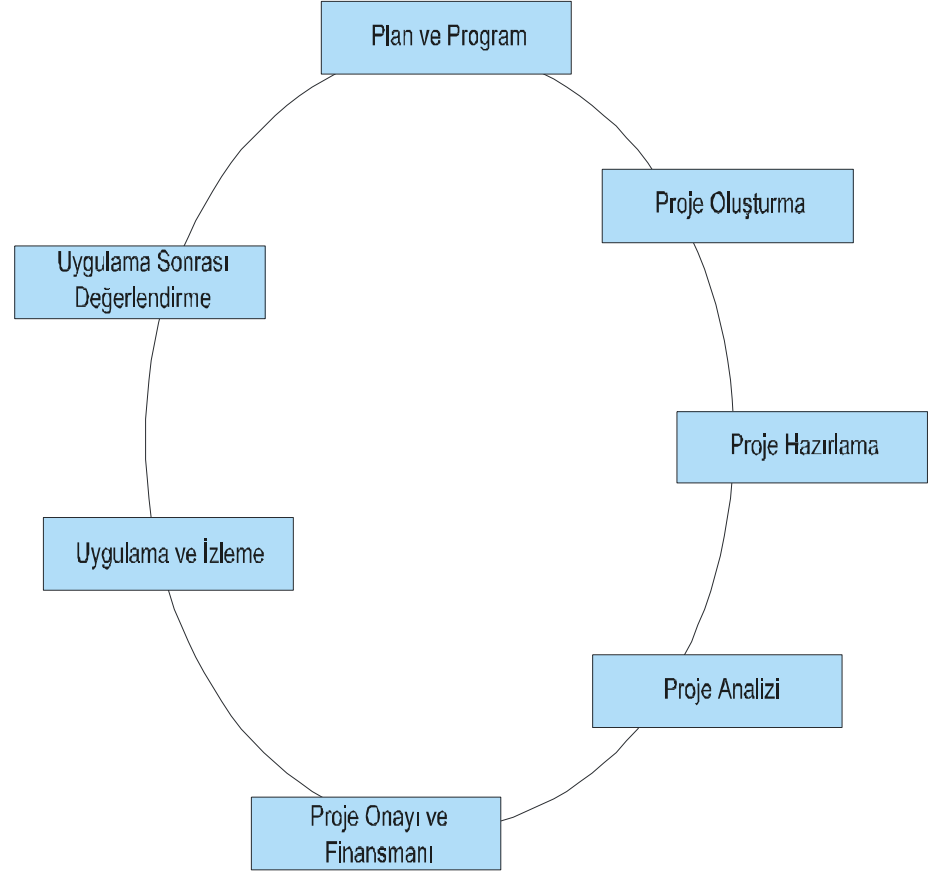 Plan ve Program
Proje Oluşturma
Proje Hazırlama
Proje Analizi
Proje Onayı ve
Finansmanı
Uygulama ve İzleme
Uygulama Sonrası
Değerlendirme